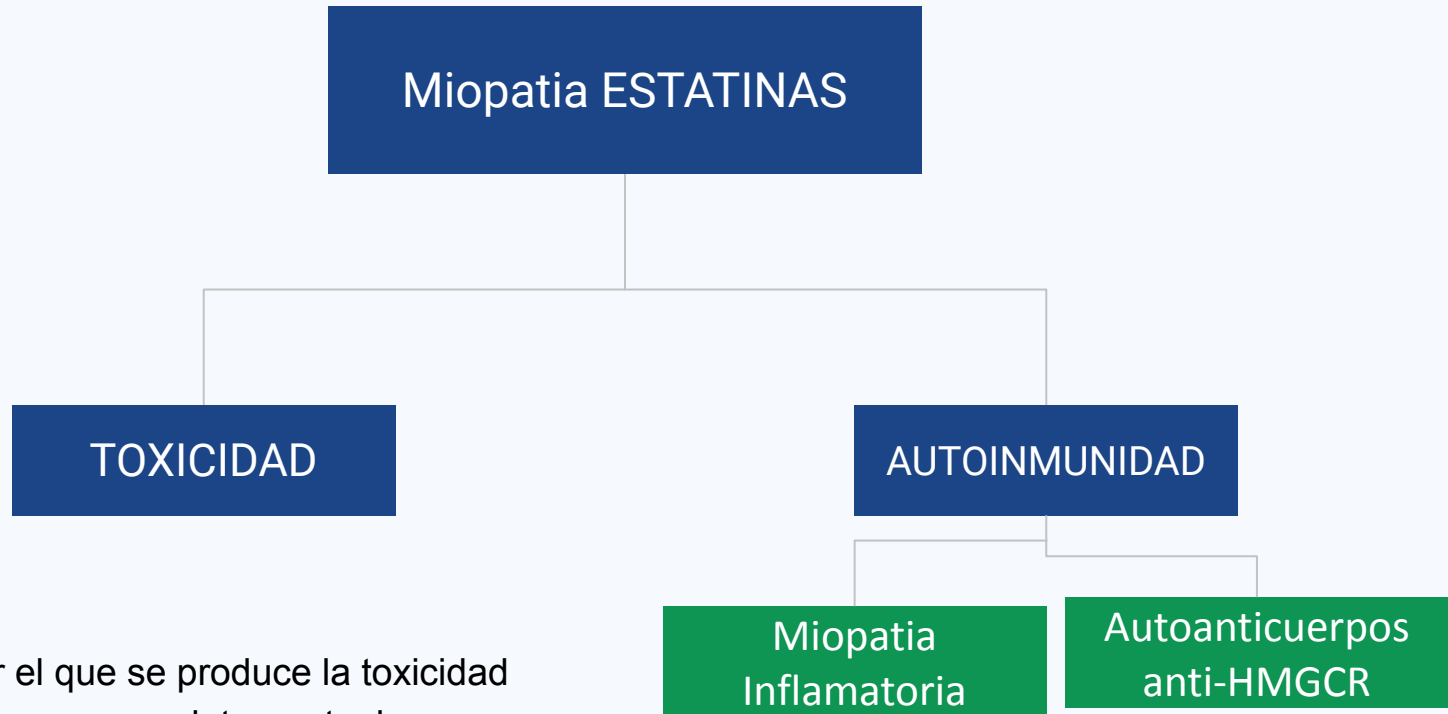 Miopatia ESTATINAS
TOXICIDAD
AUTOINMUNIDAD
Miopatia
Inflamatoria
Autoanticuerpos
anti-HMGCR
el que se produce la toxicidad